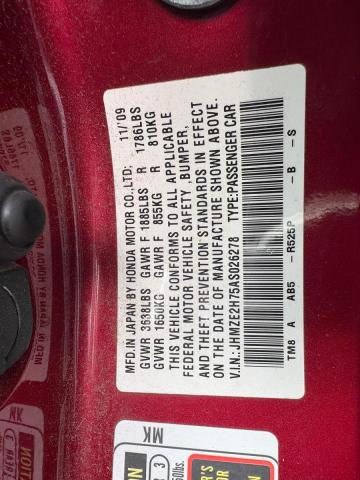 MFD.IN JAPAN BY HONDA MOTOR CO.,LTD; 11/'09
GVWR 3638LBS GAWR F 1885LBS R 1786LBS
GVWR 1650KG GAWR F 855KG R 810KG
THIS VEHICLE CONFORMS TO ALL APPLICABLE
FEDERAL MOTOR VEHICLE SAFETY ,BUMPER,
AND THEFT PREVENTION STANDARDS IN EFFECT
ON THE DATE OF MANUFACTURE SHOWN ABOVE.
V.I.N.:JHMZE2H75AS026278 TYPE:PASSENGER CAR
TM8 A AB5 - R525P - B - S
MK